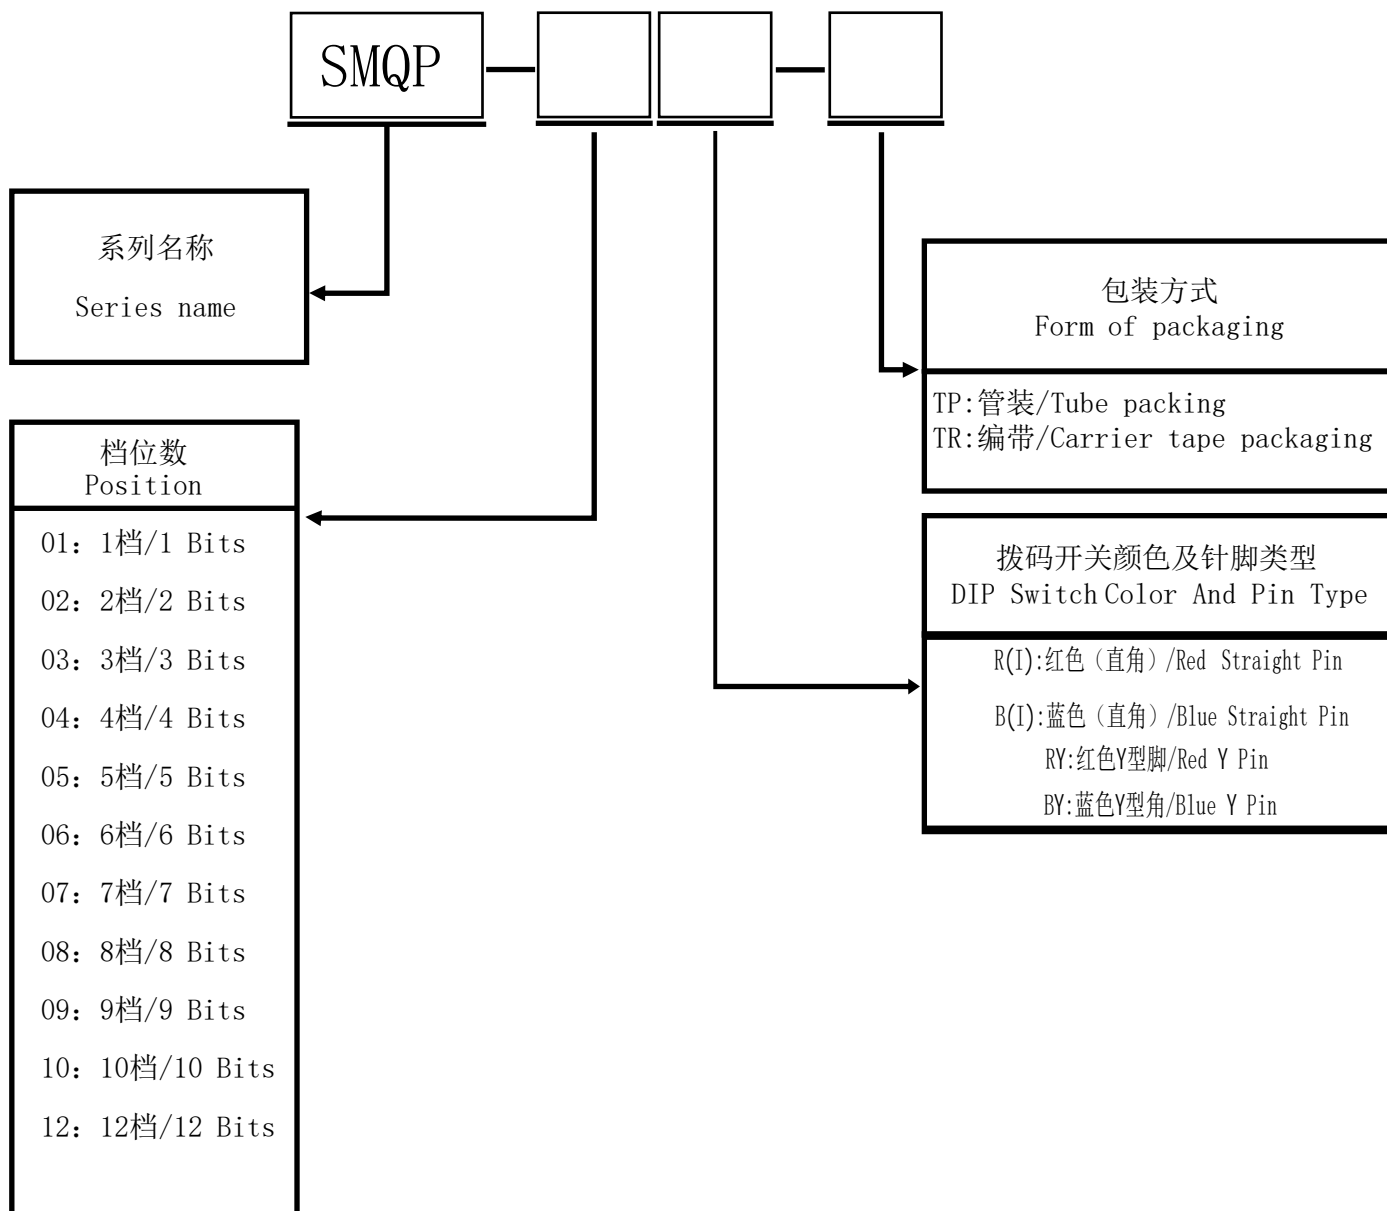 SMQP
系列名称
Series name
档位数
Position
01：1档/1 Bits
02：2档/2 Bits
03：3档/3 Bits
04：4档/4 Bits
05：5档/5 Bits
06：6档/6 Bits
07：7档/7 Bits
08：8档/8 Bits
09：9档/9 Bits
10：10档/10 Bits
12：12档/12 Bits
包装方式
Form of packaging
TP:管装/Tube packing
TR:编带/Carrier tape packaging
拨码开关颜色及针脚类型
DIP Switch Color And Pin Type
R(I):红色（直角）/Red Straight Pin
B(I):蓝色（直角）/Blue Straight Pin
RY:红色Y型脚/Red Y Pin
BY:蓝色Y型角/Blue Y Pin